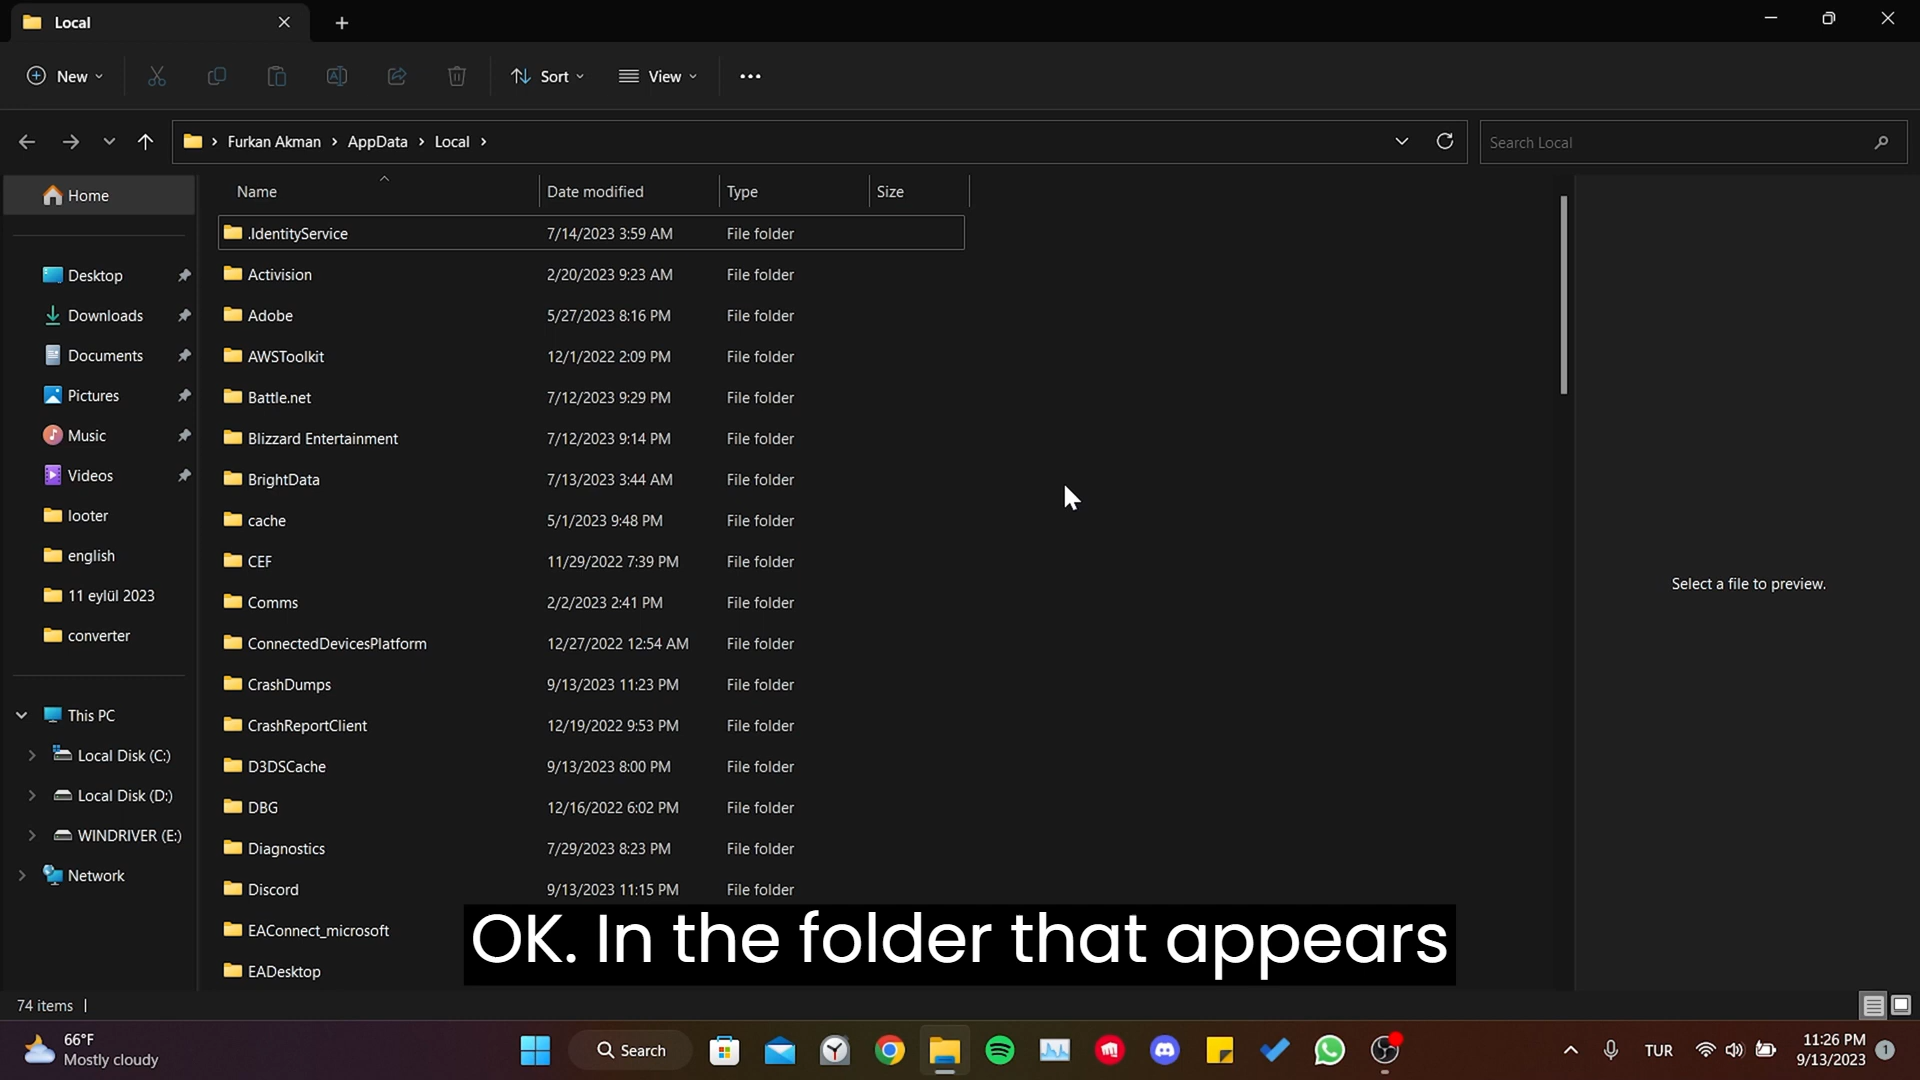 Local
New
Sort
View
Furkan Akman
AppData
Local
Search Local
Name
Date modified
Type
Size
Home
Desktop
Downloads
Documents
Pictures
Music
Videos
looter
english
11 eylül 2023
converter
This PC
Local Disk (C:)
Local Disk (D:)
WINDRIVER (E:)
Network
.IdentityService 7/14/2023 3:59 AM File folder
Activision 2/20/2023 9:23 AM File folder
Adobe 5/27/2023 8:16 PM File folder
AWSToolkit 12/1/2022 2:09 PM File folder
Battle.net 7/12/2023 9:29 PM File folder
Blizzard Entertainment 7/12/2023 9:14 PM File folder
BrightData 7/13/2023 3:44 AM File folder
cache 5/1/2023 9:48 PM File folder
CEF 11/29/2022 7:39 PM File folder
Comms 2/2/2023 2:41 PM File folder
ConnectedDevicesPlatform 12/27/2022 12:54 AM File folder
CrashDumps 9/13/2023 11:23 PM File folder
CrashReportClient 12/19/2022 9:53 PM File folder
D3DSCache 9/13/2023 8:00 PM File folder
DBG 12/16/2022 6:02 PM File folder
Diagnostics 7/29/2023 8:23 PM File folder
Discord 9/13/2023 11:15 PM File folder
EAConnect_microsoft
EADesktop
Select a file to preview.
OK. In the folder that appears
74 items
66°F
Mostly cloudy
Search
TUR
11:26 PM
9/13/2023
1